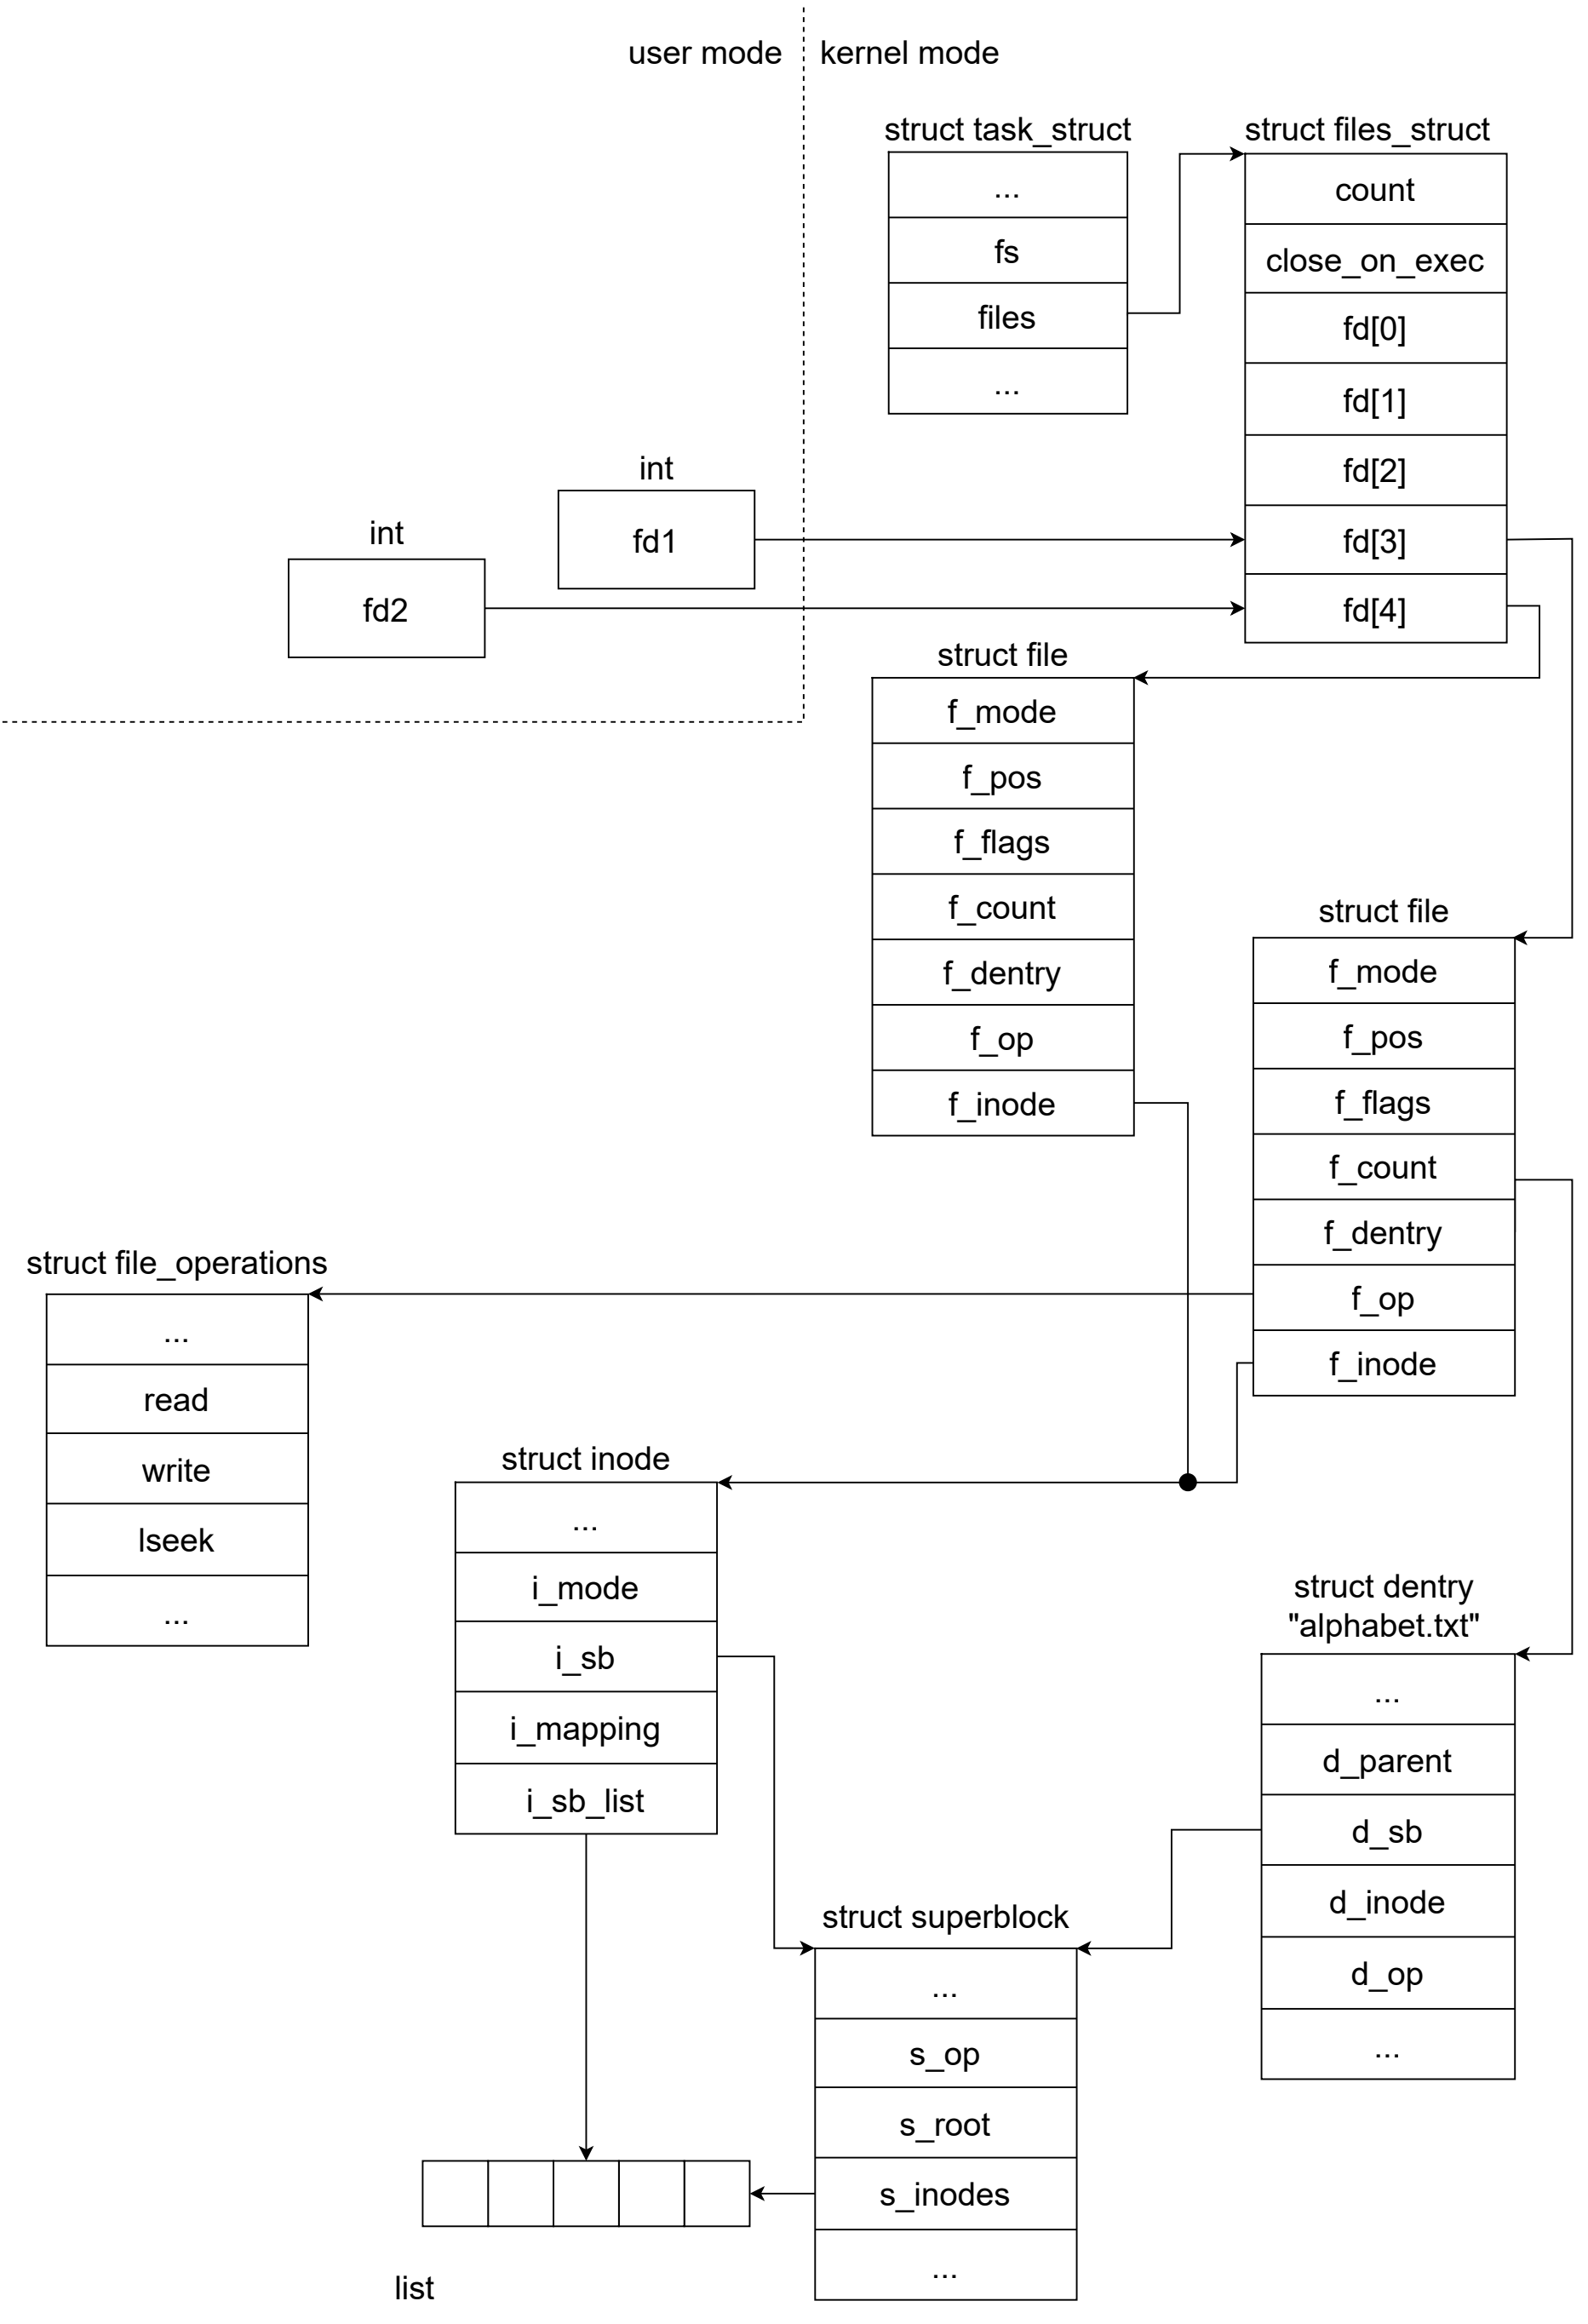 user mode
kernel mode
struct task_struct
...
fs
files
...
struct files_struct
count
close_on_exec
fd[0]
fd[1]
fd[2]
fd[3]
fd[4]
int
fd1
int
fd2
struct file
f_mode
f_pos
f_flags
f_count
f_dentry
f_op
f_inode
struct file
f_mode
f_pos
f_flags
f_count
f_dentry
f_op
f_inode
struct file_operations
...
read
write
lseek
...
struct inode
...
i_mode
i_sb
i_mapping
i_sb_list
struct dentry
"alphabet.txt"
...
d_parent
d_sb
d_inode
d_op
...
struct superblock
...
s_op
s_root
s_inodes
...
list